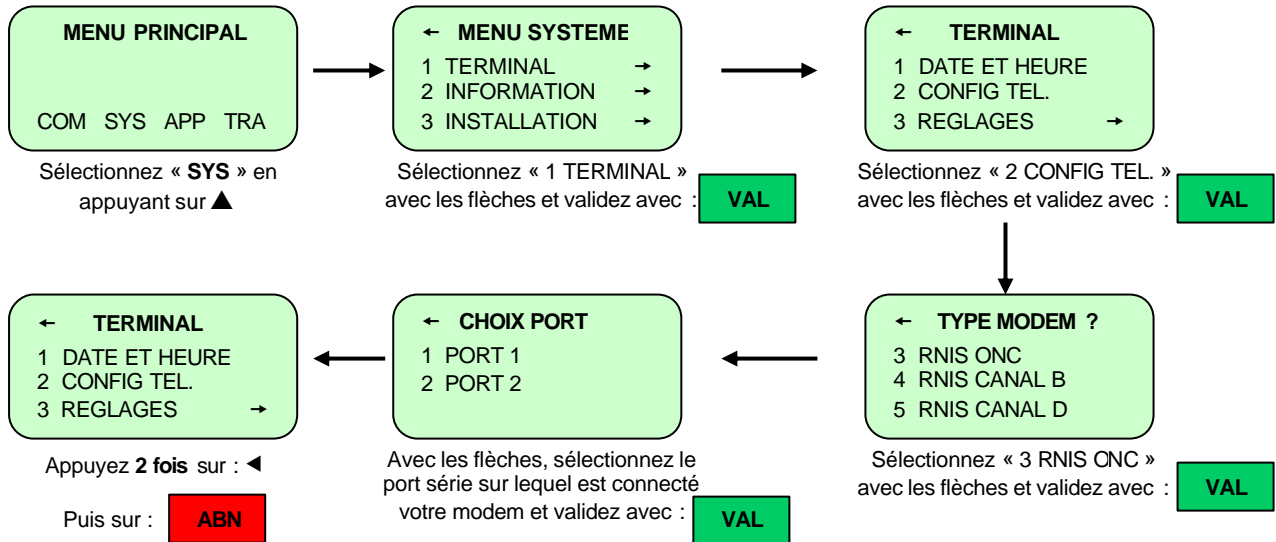 MENU PRINCIPAL
COM SYS APP TRA
Sélectionnez « SYS » en
appuyant sur ▲
← MENU SYSTEME
1 TERMINAL →
2 INFORMATION →
3 INSTALLATION →
Sélectionnez « 1 TERMINAL »
avec les flèches et validez avec : VAL
← TERMINAL
1 DATE ET HEURE
2 CONFIG TEL.
3 REGLAGES →
Sélectionnez « 2 CONFIG TEL. »
avec les flèches et validez avec : VAL
← TYPE MODEM ?
3 RNIS ONC
4 RNIS CANAL B
5 RNIS CANAL D
Sélectionnez « 3 RNIS ONC »
avec les flèches et validez avec : VAL
← CHOIX PORT
1 PORT 1
2 PORT 2
Avec les flèches, sélectionnez le
port série sur lequel est connecté
votre modem et validez avec : VAL
← TERMINAL
1 DATE ET HEURE
2 CONFIG TEL.
3 REGLAGES →
Appuyez 2 fois sur : ◄
Puis sur : ABN